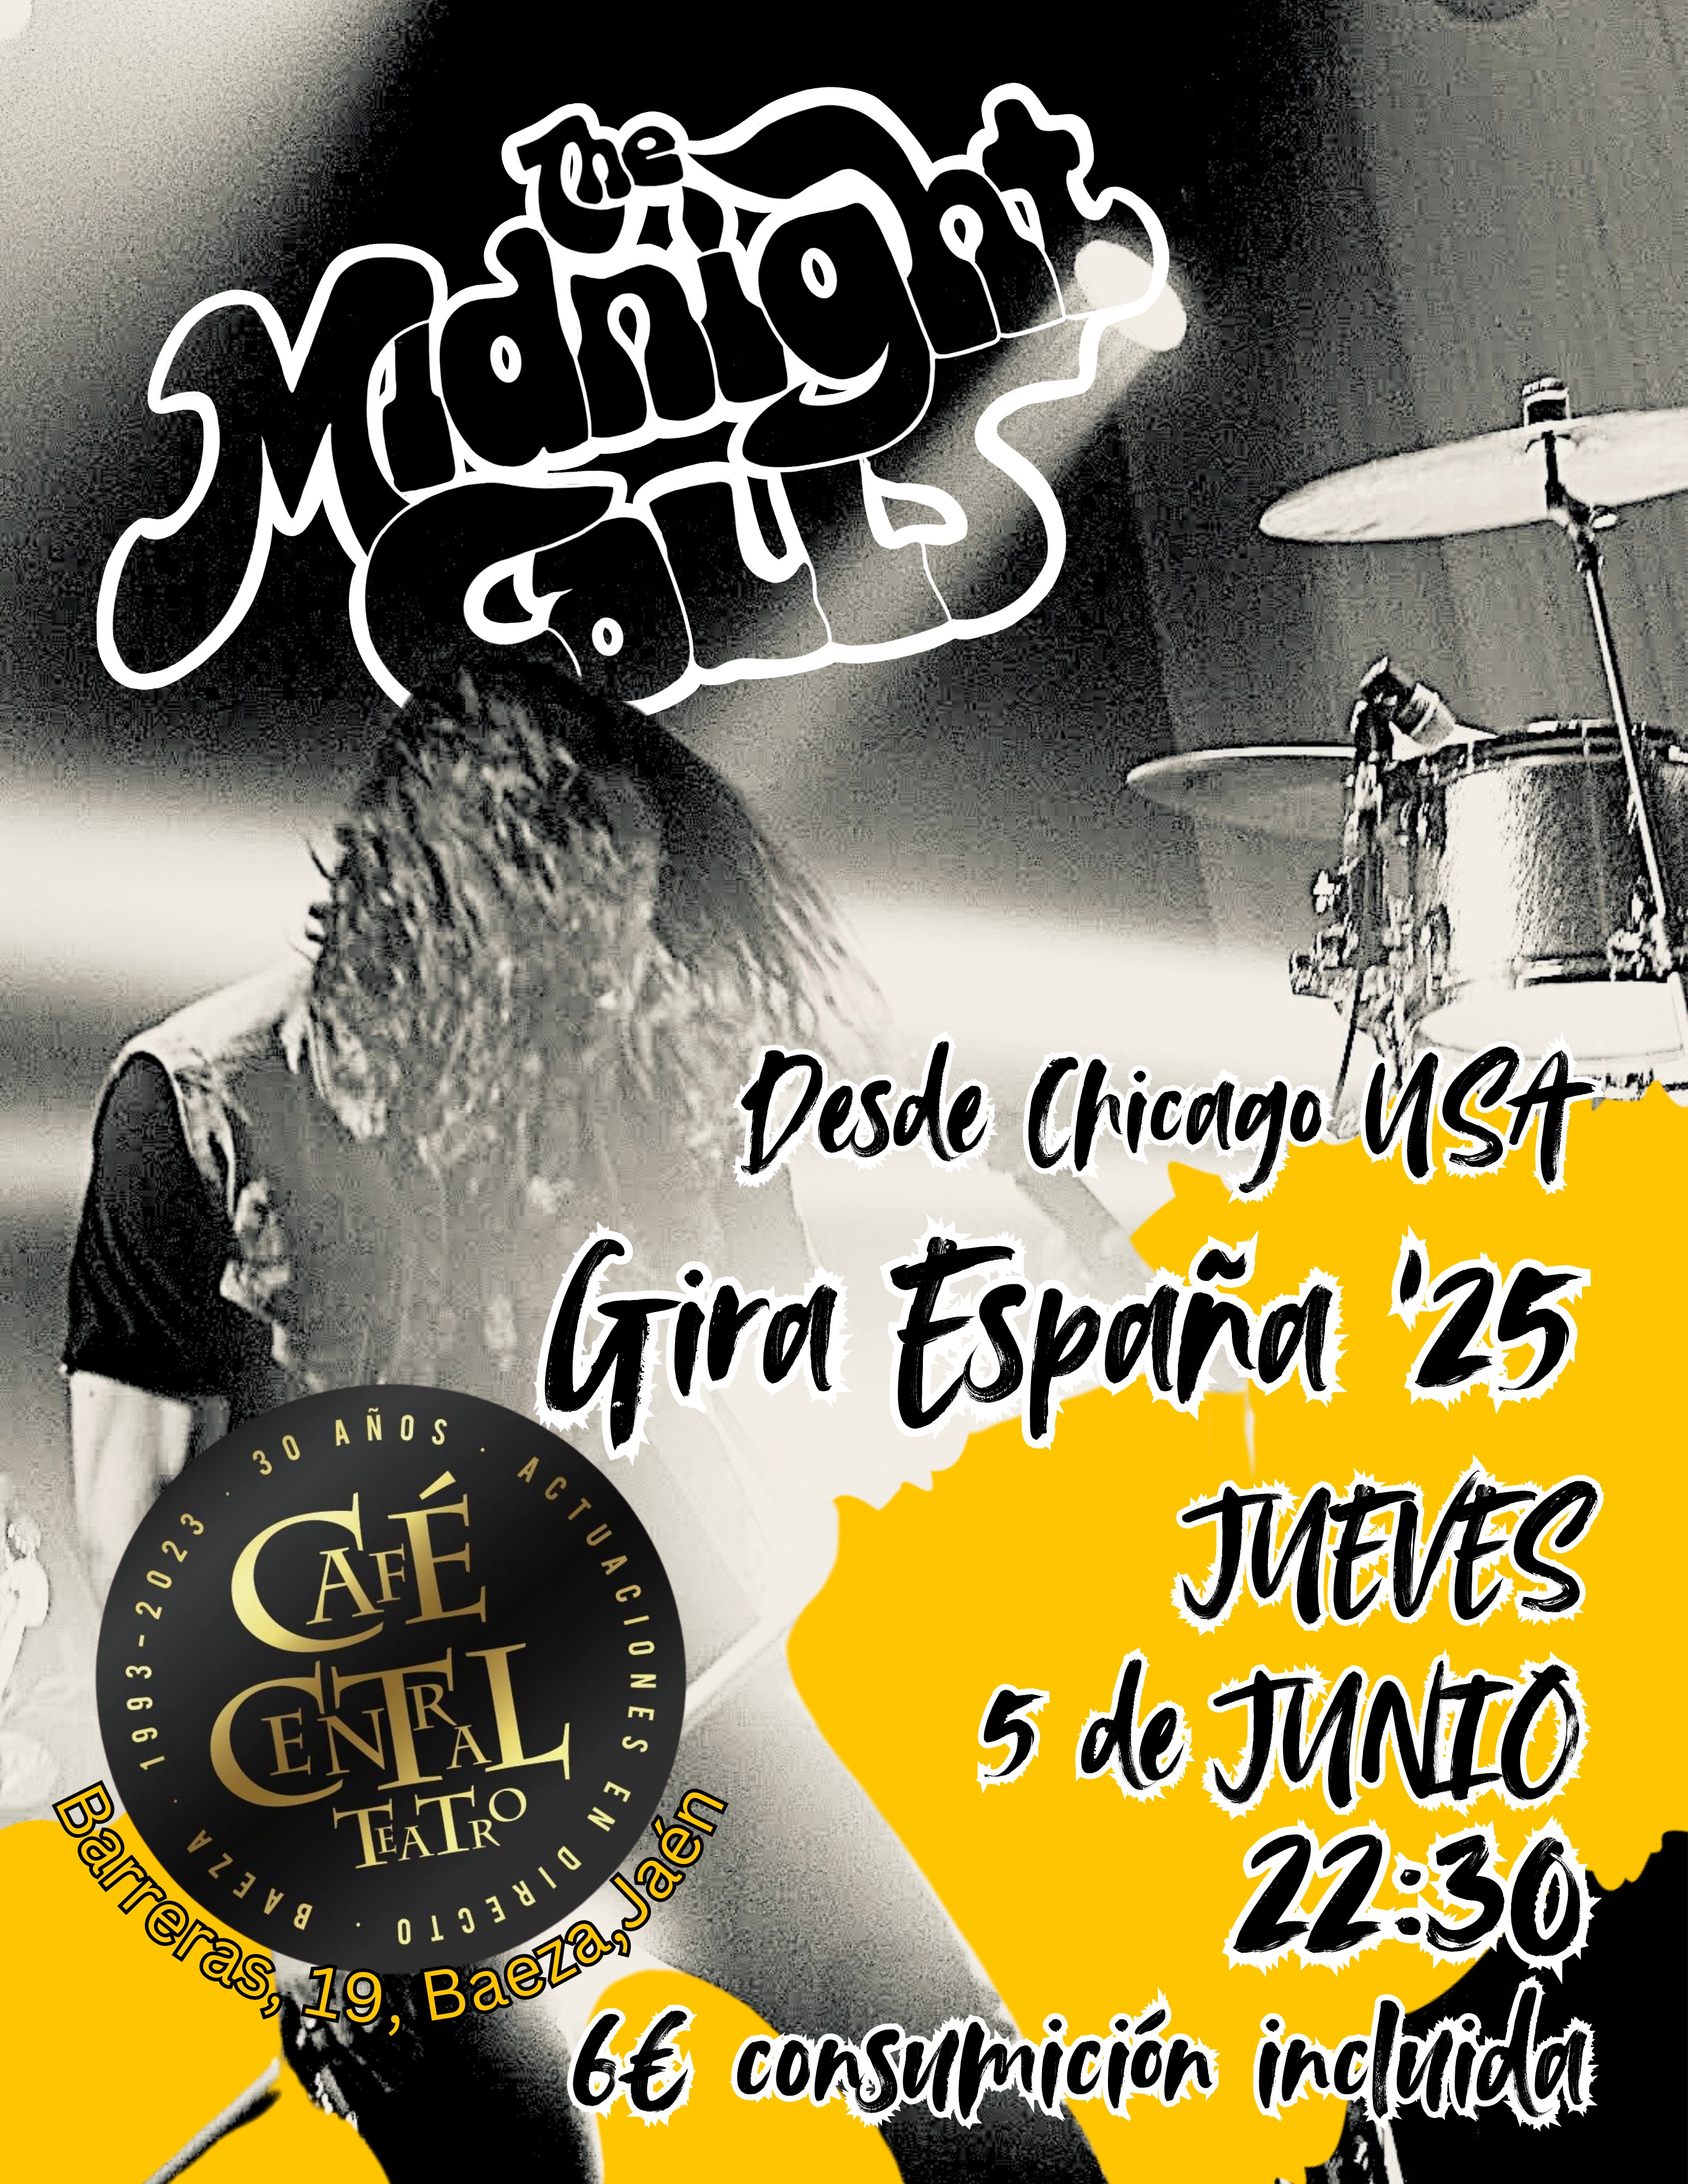 The
Midnight
Calls
Desde Chicago USA
Gira España '25
JUEVES
5 de JUNIO
22:30
6€ consumición incluida
1993-2023 · 30 AÑOS · ACTUACIONES EN DIRECTO · BAEZA ·
CAFÉ
CENTRAL
TEATRO
Barreras, 19, Baeza,Jaén